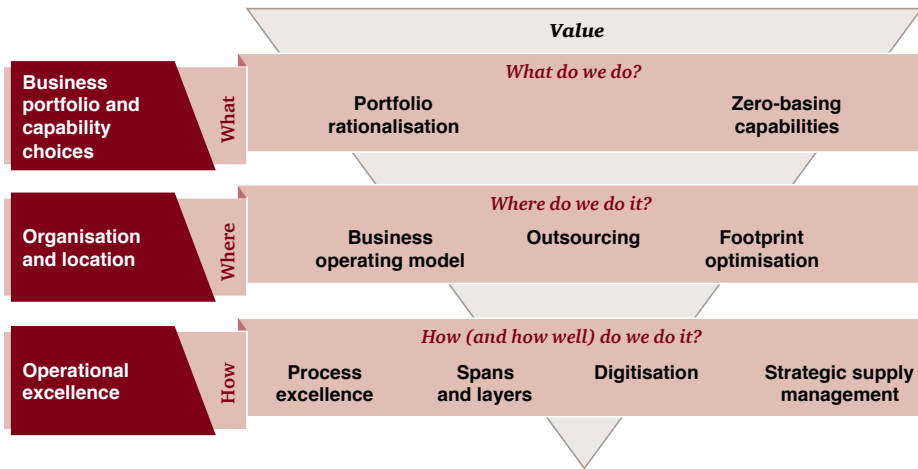 Value
Business
portfolio and
capability
choices
What
What do we do?
Portfolio
rationalisation
Zero-basing
capabilities
Organisation
and location
Where
Where do we do it?
Business
operating model
Outsourcing
Footprint
optimisation
Operational
excellence
How
How (and how well) do we do it?
Process
excellence
Spans
and layers
Digitisation
Strategic supply
management